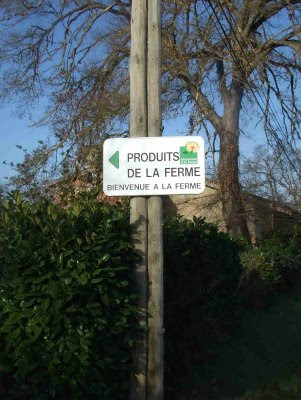 PRODUITS
DE LA FERME
BIENVENUE A LA FERME